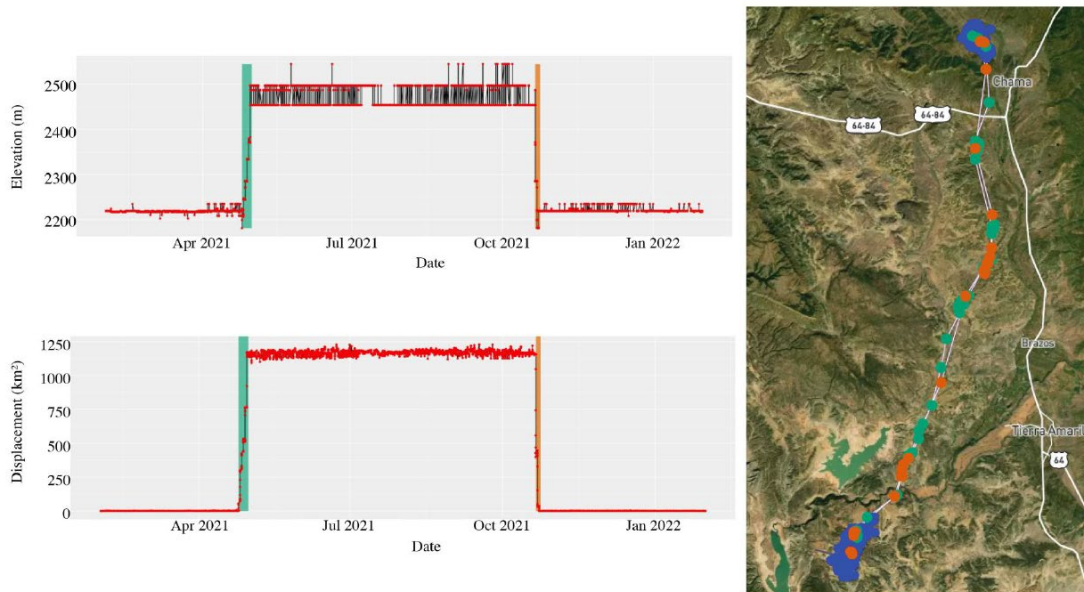 Elevation (m)
2500
2400
2300
2200
Apr 2021
Jul 2021
Oct 2021
Jan 2022
Date
Displacement (km²)
1250
1000
750
500
250
0
Apr 2021
Jul 2021
Oct 2021
Jan 2022
Date
Chama
64-84
64-84
Brazos
Tierra Amaril
64